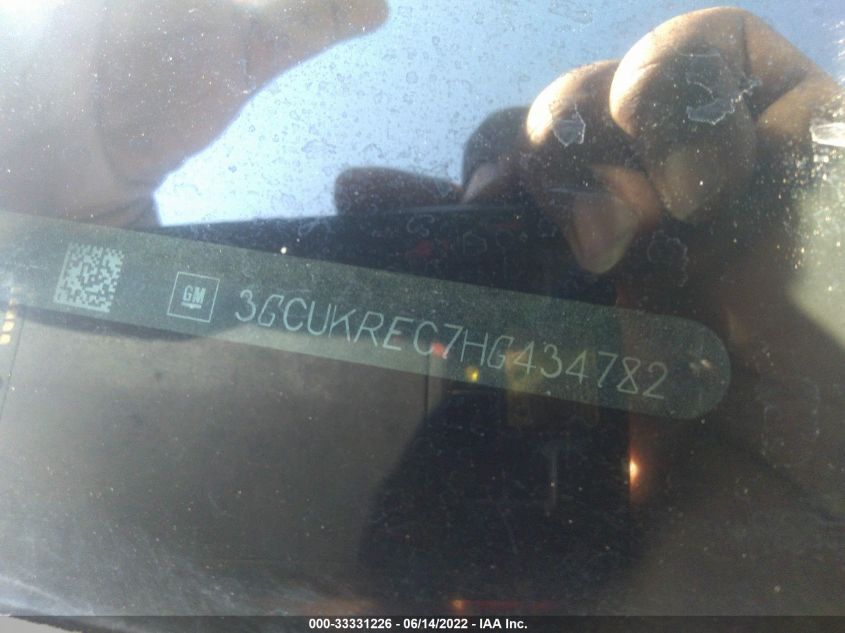 GM 3GCUKREC7HG434782
000-33331226 - 06/14/2022 - IAA Inc.